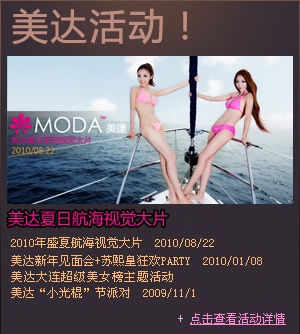 美达活动！
MODA™ 美達
2010/08.22
美达夏日航海视觉大片
2010年盛夏航海视觉大片 2010/08/22
美达新年见面会+苏熙皇狂欢PARTY 2010/01/08
美达大连超级美女榜主题活动
美达“小光棍”节派对 2009/11/1
+ 点击查看活动详情